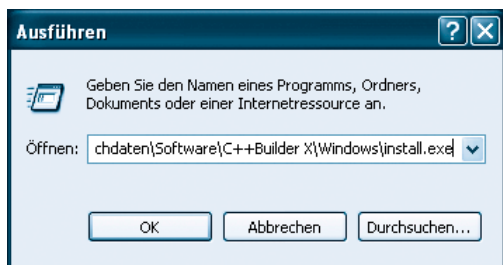 Ausführen
Geben Sie den Namen eines Programms, Ordners,
Dokuments oder einer Internetressource an.
Öffnen: chdaten\Software\C++Builder X\Windows\install.exe
OK Abbrechen Durchsuchen...